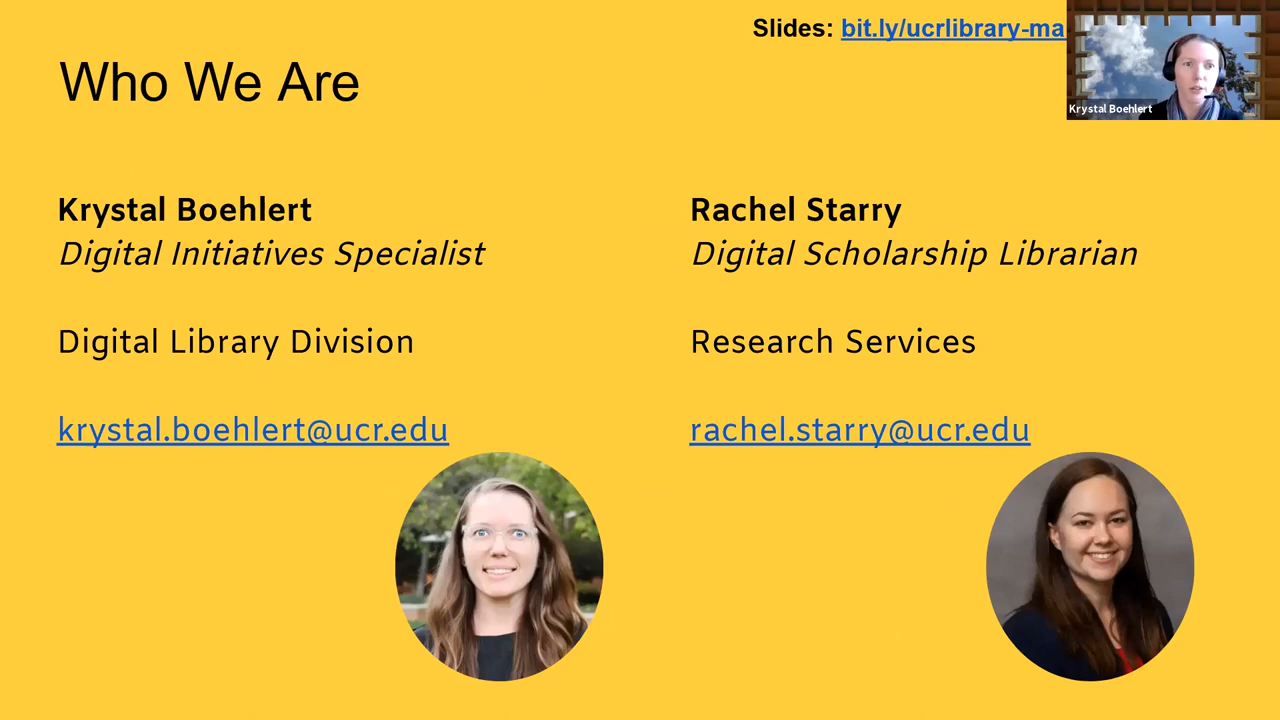 Slides: bit.ly/ucrlibrary-ma
Who We Are
Krystal Boehlert
Krystal Boehlert
Digital Initiatives Specialist
Digital Library Division
krystal.boehlert@ucr.edu
Rachel Starry
Digital Scholarship Librarian
Research Services
rachel.starry@ucr.edu